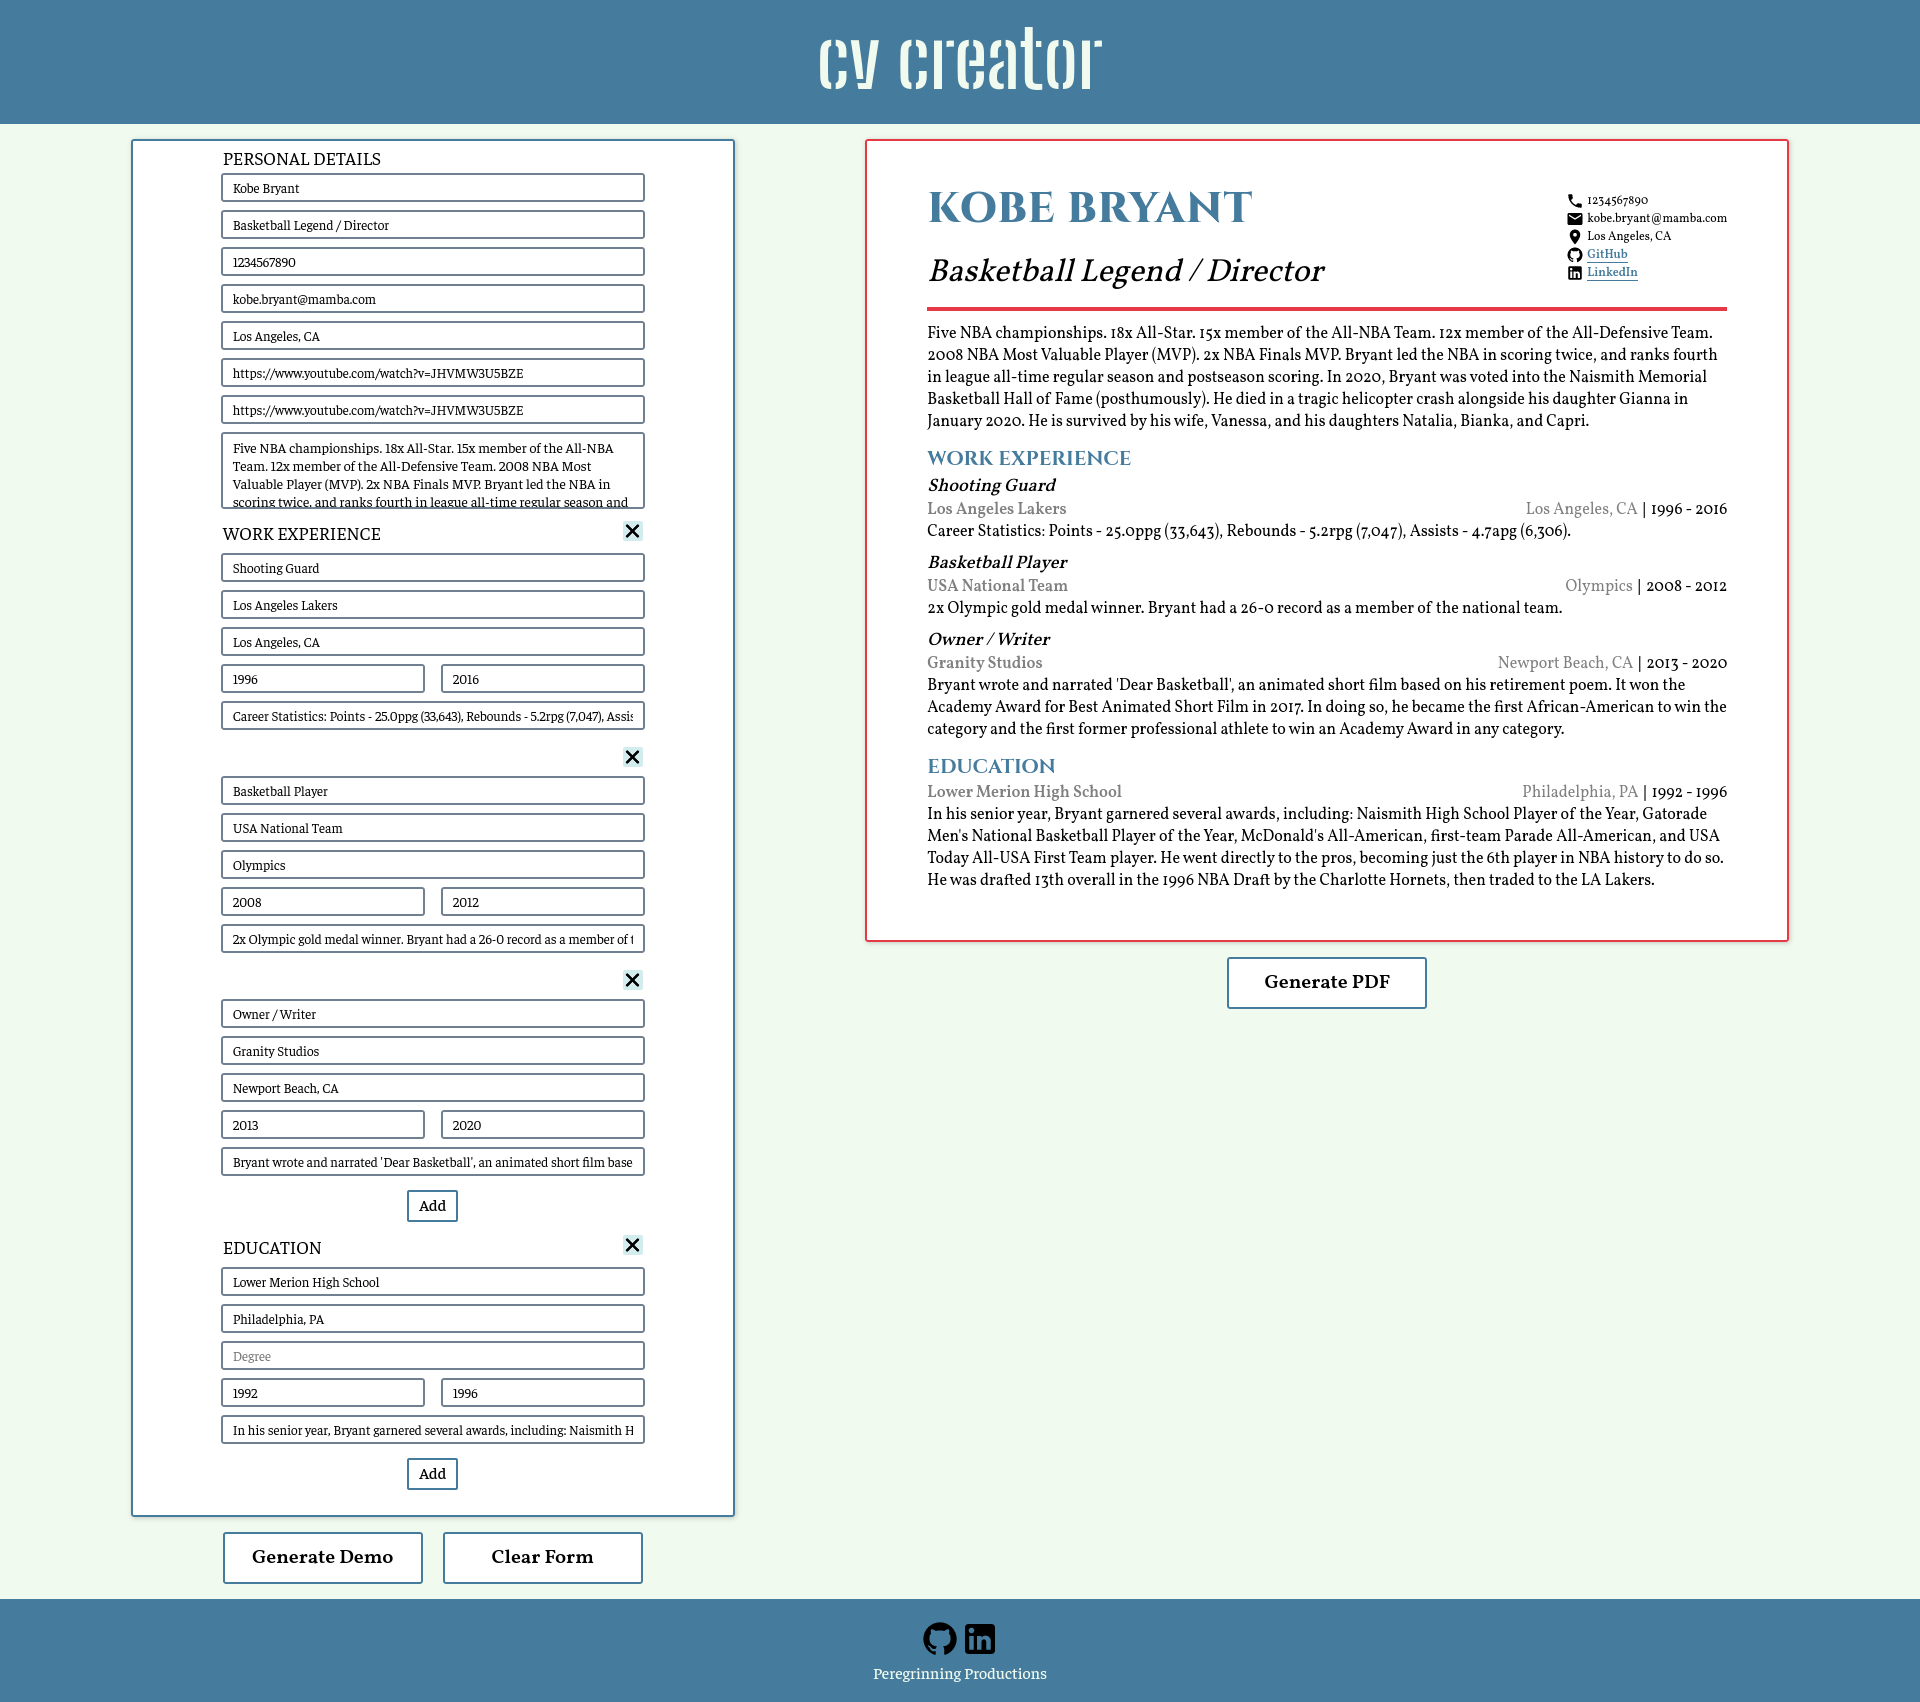 cv creator
PERSONAL DETAILS
Kobe Bryant
Basketball Legend / Director
1234567890
kobe.bryant@mamba.com
Los Angeles, CA
https://www.youtube.com/watch?v=JHVMW3U5BZE
https://www.youtube.com/watch?v=JHVMW3U5BZE
Five NBA championships. 18x All-Star. 15x member of the All-NBA
Team. 12x member of the All-Defensive Team. 2008 NBA Most
Valuable Player (MVP). 2x NBA Finals MVP. Bryant led the NBA in
scoring twice, and ranks fourth in league all-time regular season and
WORK EXPERIENCE
Shooting Guard
Los Angeles Lakers
Los Angeles, CA
1996 2016
Career Statistics: Points - 25.0ppg (33,643), Rebounds - 5.2rpg (7,047), Assis
Basketball Player
USA National Team
Olympics
2008 2012
2x Olympic gold medal winner. Bryant had a 26-0 record as a member of t
Owner / Writer
Granity Studios
Newport Beach, CA
2013 2020
Bryant wrote and narrated 'Dear Basketball', an animated short film base
Add
EDUCATION
Lower Merion High School
Philadelphia, PA
Degree
1992 1996
In his senior year, Bryant garnered several awards, including: Naismith H
Add
Generate Demo Clear Form
KOBE BRYANT
Basketball Legend / Director
1234567890
kobe.bryant@mamba.com
Los Angeles, CA
GitHub
LinkedIn
Five NBA championships. 18x All-Star. 15x member of the All-NBA Team. 12x member of the All-Defensive Team.
2008 NBA Most Valuable Player (MVP). 2x NBA Finals MVP. Bryant led the NBA in scoring twice, and ranks fourth
in league all-time regular season and postseason scoring. In 2020, Bryant was voted into the Naismith Memorial
Basketball Hall of Fame (posthumously). He died in a tragic helicopter crash alongside his daughter Gianna in
January 2020. He is survived by his wife, Vanessa, and his daughters Natalia, Bianka, and Capri.
WORK EXPERIENCE
Shooting Guard
Los Angeles Lakers Los Angeles, CA | 1996 - 2016
Career Statistics: Points - 25.0ppg (33,643), Rebounds - 5.2rpg (7,047), Assists - 4.7apg (6,306).
Basketball Player
USA National Team Olympics | 2008 - 2012
2x Olympic gold medal winner. Bryant had a 26-0 record as a member of the national team.
Owner / Writer
Granity Studios Newport Beach, CA | 2013 - 2020
Bryant wrote and narrated 'Dear Basketball', an animated short film based on his retirement poem. It won the
Academy Award for Best Animated Short Film in 2017. In doing so, he became the first African-American to win the
category and the first former professional athlete to win an Academy Award in any category.
EDUCATION
Lower Merion High School Philadelphia, PA | 1992 - 1996
In his senior year, Bryant garnered several awards, including: Naismith High School Player of the Year, Gatorade
Men's National Basketball Player of the Year, McDonald's All-American, first-team Parade All-American, and USA
Today All-USA First Team player. He went directly to the pros, becoming just the 6th player in NBA history to do so.
He was drafted 13th overall in the 1996 NBA Draft by the Charlotte Hornets, then traded to the LA Lakers.
Generate PDF
Peregrinning Productions